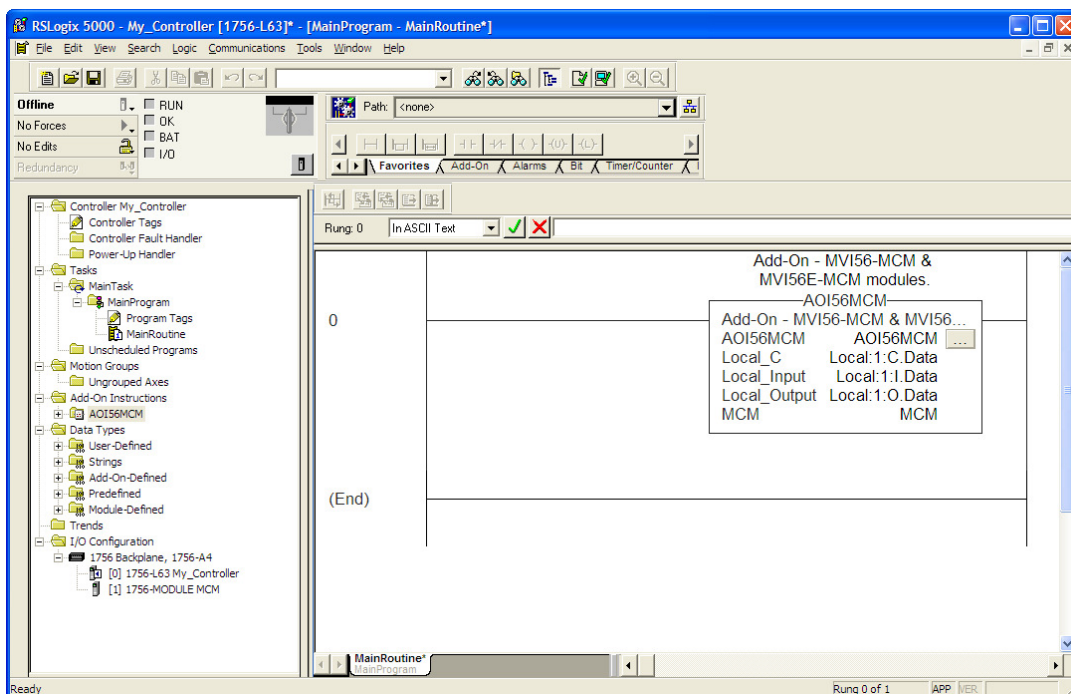 RSLogix 5000 - My_Controller [1756-L63]* - [MainProgram - MainRoutine*]
File Edit View Search Logic Communications Tools Window Help
Offline
RUN
No Forces
OK
No Edits
BAT
Redundancy
I/O
Path: <none>
Favorites Add-On Alarms Bit Timer/Counter
Controller My_Controller
Controller Tags
Controller Fault Handler
Power-Up Handler
Tasks
MainTask
MainProgram
Program Tags
MainRoutine
Unscheduled Programs
Motion Groups
Ungrouped Axes
Add-On Instructions
AOI56MCM
Data Types
User-Defined
Strings
Add-On-Defined
Predefined
Module-Defined
Trends
I/O Configuration
1756 Backplane, 1756-A4
[0] 1756-L63 My_Controller
[1] 1756-MODULE MCM
Rung: 0 In ASCII Text
Add-On - MVI56-MCM &
MVI56E-MCM modules.
AOI56MCM
0
Add-On - MVI56-MCM & MVI56...
AOI56MCM AOI56MCM ...
Local_C Local:1:C.Data
Local_Input Local:1:I.Data
Local_Output Local:1:O.Data
MCM MCM
(End)
MainRoutine*
MainProgram
Ready
Rung 0 of 1 APP VER